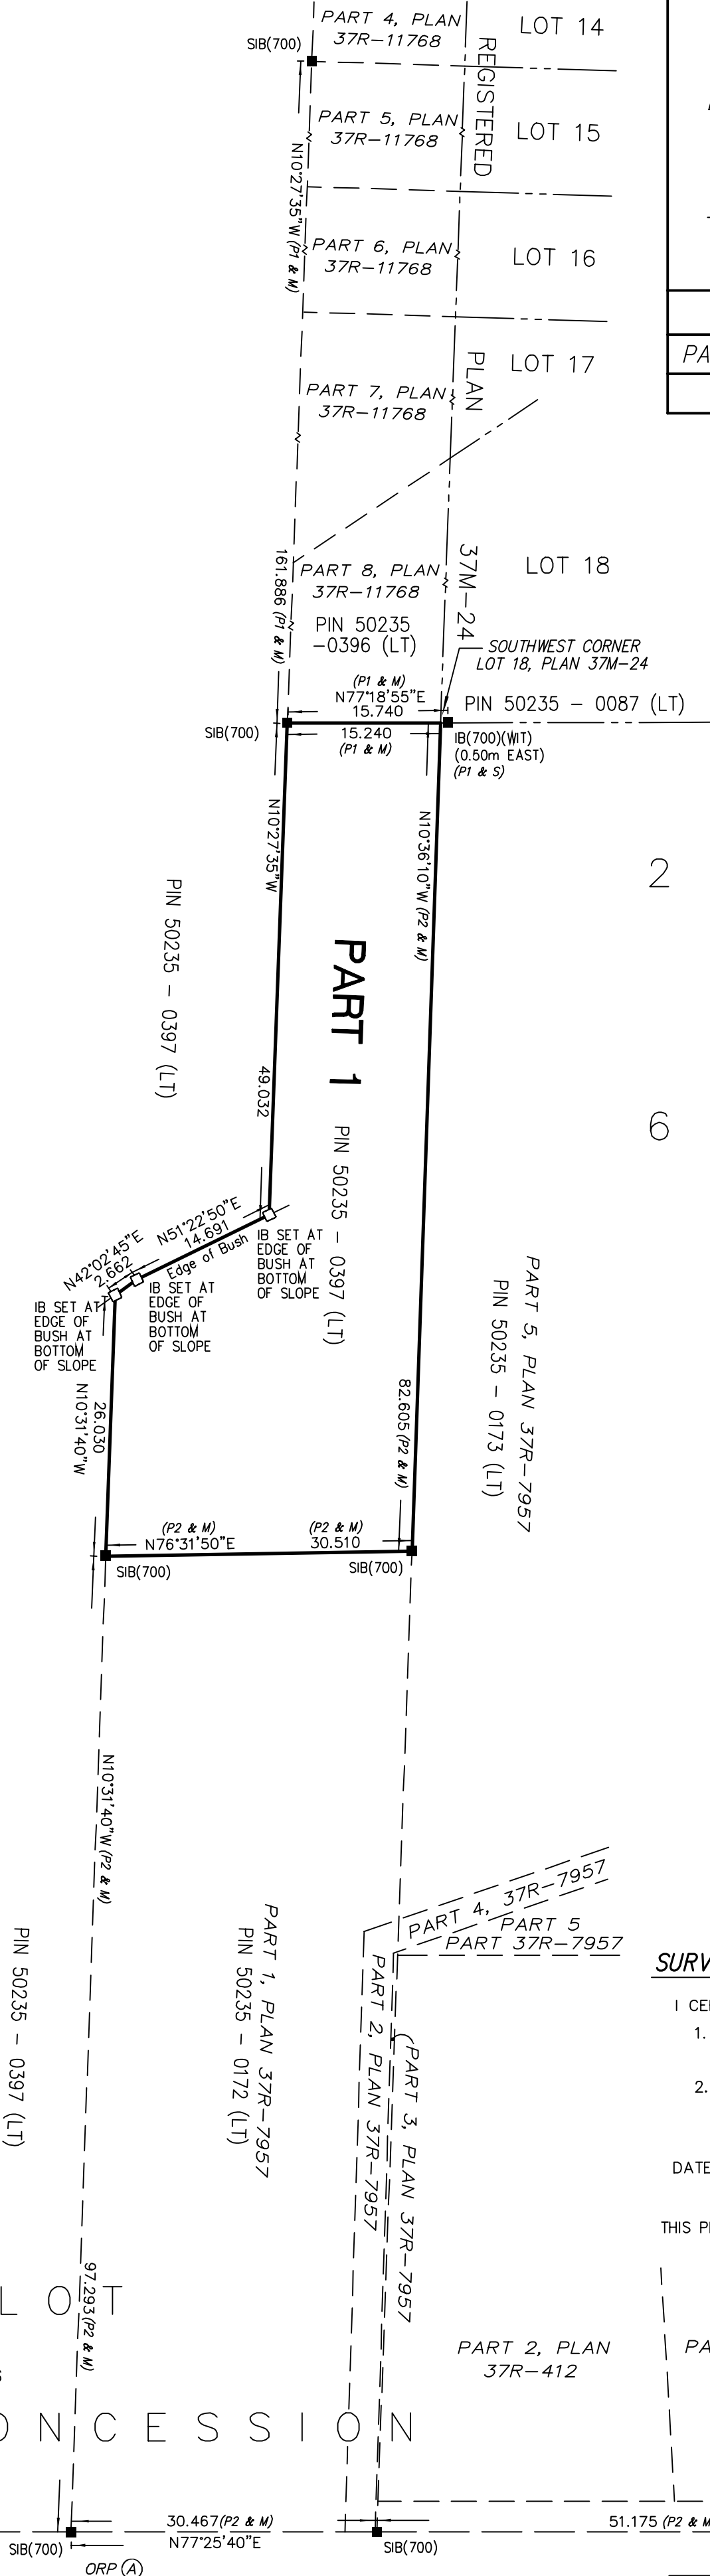 PART 4, PLAN
37R-11768
LOT 14
SIB(700)
REGISTERED
PART 5, PLAN
37R-11768
LOT 15
N10°27'35"W (P1 & M)
PART 6, PLAN
37R-11768
LOT 16
PLAN
LOT 17
PA
PART 7, PLAN
37R-11768
161.886 (P1 & M)
37M-24
LOT 18
PART 8, PLAN
37R-11768
PIN 50235
-0396 (LT)
SOUTHWEST CORNER
LOT 18, PLAN 37M-24
(P1 & M)
N77°18'55"E
15.740
PIN 50235 - 0087 (LT)
SIB(700)
15.240
(P1 & M)
IB(700)(WIT)
(0.50m EAST)
(P1 & S)
N10°27'35"W
N10°36'10"W (P2 & M)
2
PIN 50235 - 0397 (LT)
PART 1
49.032
6
PIN 50235 - 0397 (LT)
N51°22'50"E
14.691
Edge of Bush
N42°02'45"E
2.662
IB SET AT
EDGE OF
BUSH AT
BOTTOM
OF SLOPE
IB SET AT
EDGE OF
BUSH AT
BOTTOM
OF SLOPE
IB SET AT
EDGE OF
BUSH AT
BOTTOM
OF SLOPE
PART 5, PLAN 37R-7957
PIN 50235 - 0173 (LT)
26.030
N10°31'40"W
82.605 (P2 & M)
(P2 & M)
N76°31'50"E
(P2 & M)
30.510
SIB(700)
SIB(700)
N10°31'40"W (P2 & M)
PART 4, 37R-7957
PART 5
PART 37R-7957
PIN 50235 - 0397 (LT)
PART 1, PLAN 37R-7957
PIN 50235 - 0172 (LT)
PART 2, PLAN 37R-7957
PART 3, PLAN 37R-7957
SURV
I CE
1.
2.
DATE
THIS P
97.293 (P2 & M)
LOT
PART 2, PLAN
37R-412
PA
ONCESSION
30.467 (P2 & M)
N77°25'40"E
51.175 (P2 & M
SIB(700)
SIB(700)
ORP (A)